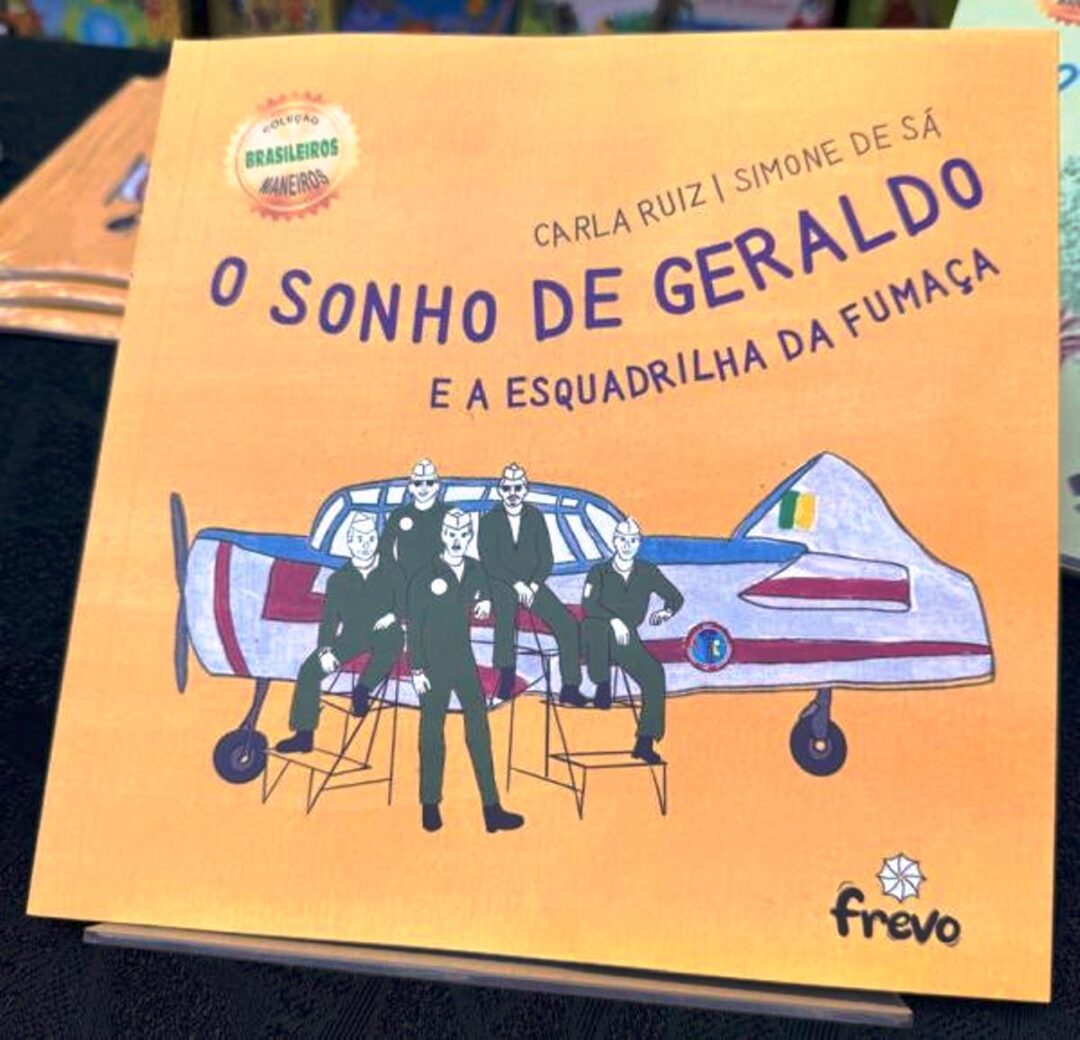 COLEÇÃO
BRASILEIROS
MANEIROS
CARLA RUIZ | SIMONE DE SÁ
O SONHO DE GERALDO
E A ESQUADRILHA DA FUMAÇA
frevo